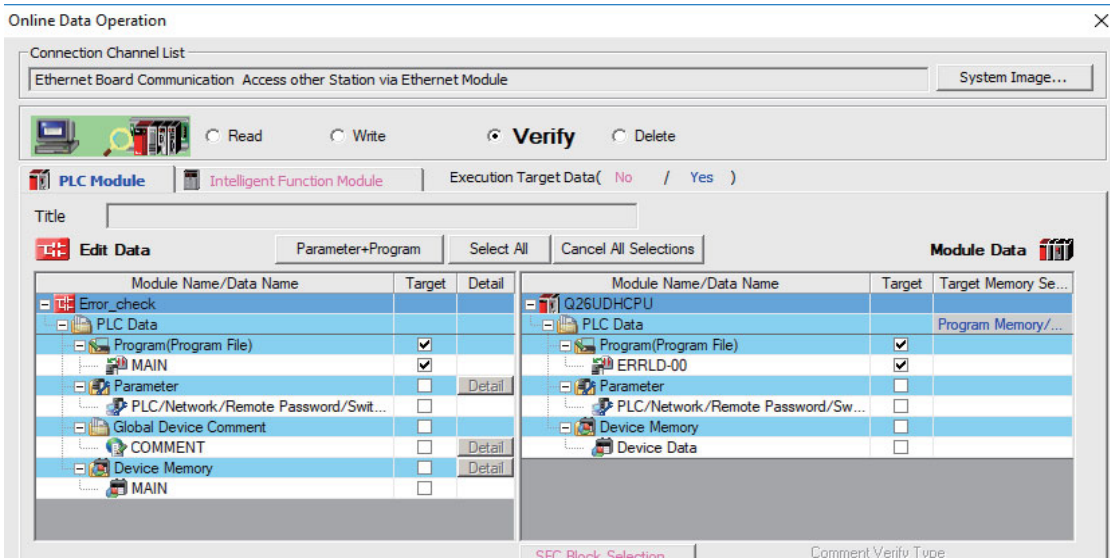 Online Data Operation
Connection Channel List
Ethernet Board Communication Access other Station via Ethernet Module
System Image...
Read Write Verify Delete
PLC Module Intelligent Function Module Execution Target Data( No / Yes )
Title
Edit Data Parameter+Program Select All Cancel All Selections Module Data
Module Name/Data Name Target Detail Module Name/Data Name Target Target Memory Se...
Error_check Q26UDHCPU
PLC Data PLC Data Program Memory/...
Program(Program File) Program(Program File)
MAIN ERRLD-00
Parameter Detail Parameter
PLC/Network/Remote Password/Swit... PLC/Network/Remote Password/Sw...
Global Device Comment Device Memory
COMMENT Detail Device Data
Device Memory Detail
MAIN
SFC Block Selection Comment Verify Type